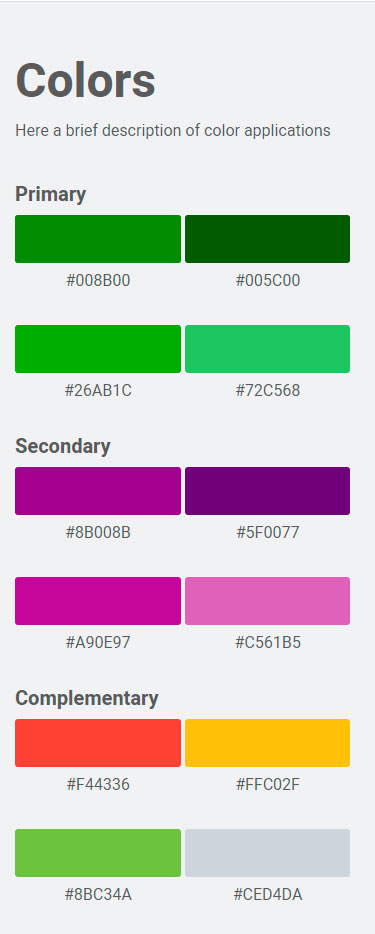 Colors
Here a brief description of color applications
Primary
#008B00 #005C00
#26AB1C #72C568
Secondary
#8B008B #5F0077
#A90E97 #C561B5
Complementary
#F44336 #FFC02F
#8BC34A #CED4DA